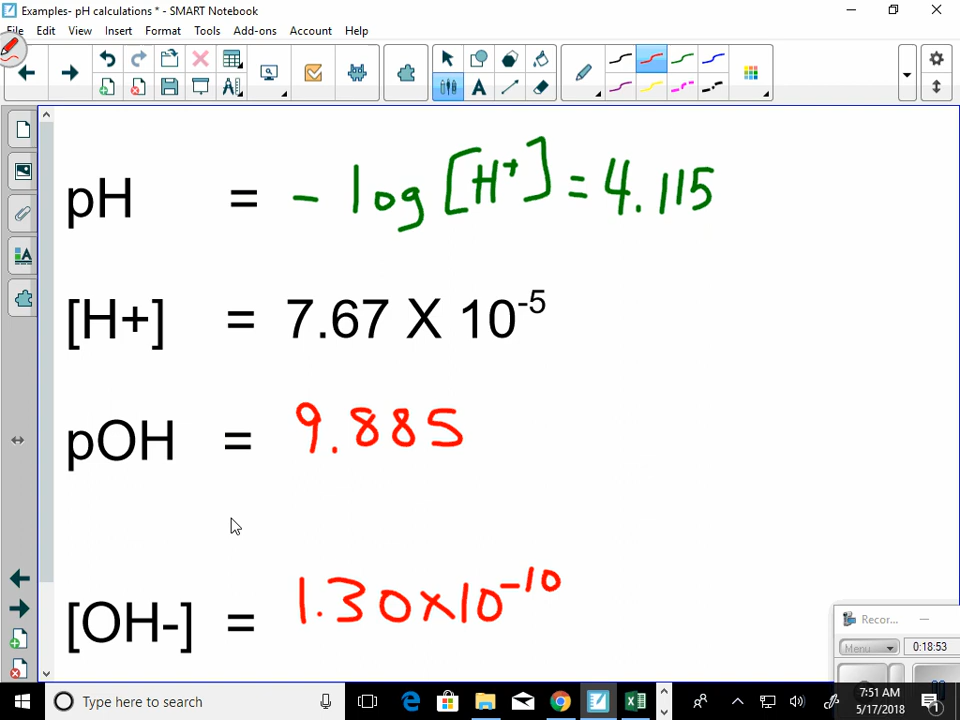 Examples- pH calculations * - SMART Notebook
File Edit View Insert Format Tools Add-ons Account Help
pH = - log [H+] = 4.115
[H+] = 7.67 X 10-5
pOH = 9.885
[OH-] = 1.30x10-10
Recor...
Menu 0:18:53
Type here to search
7:51 AM
5/17/2018
1